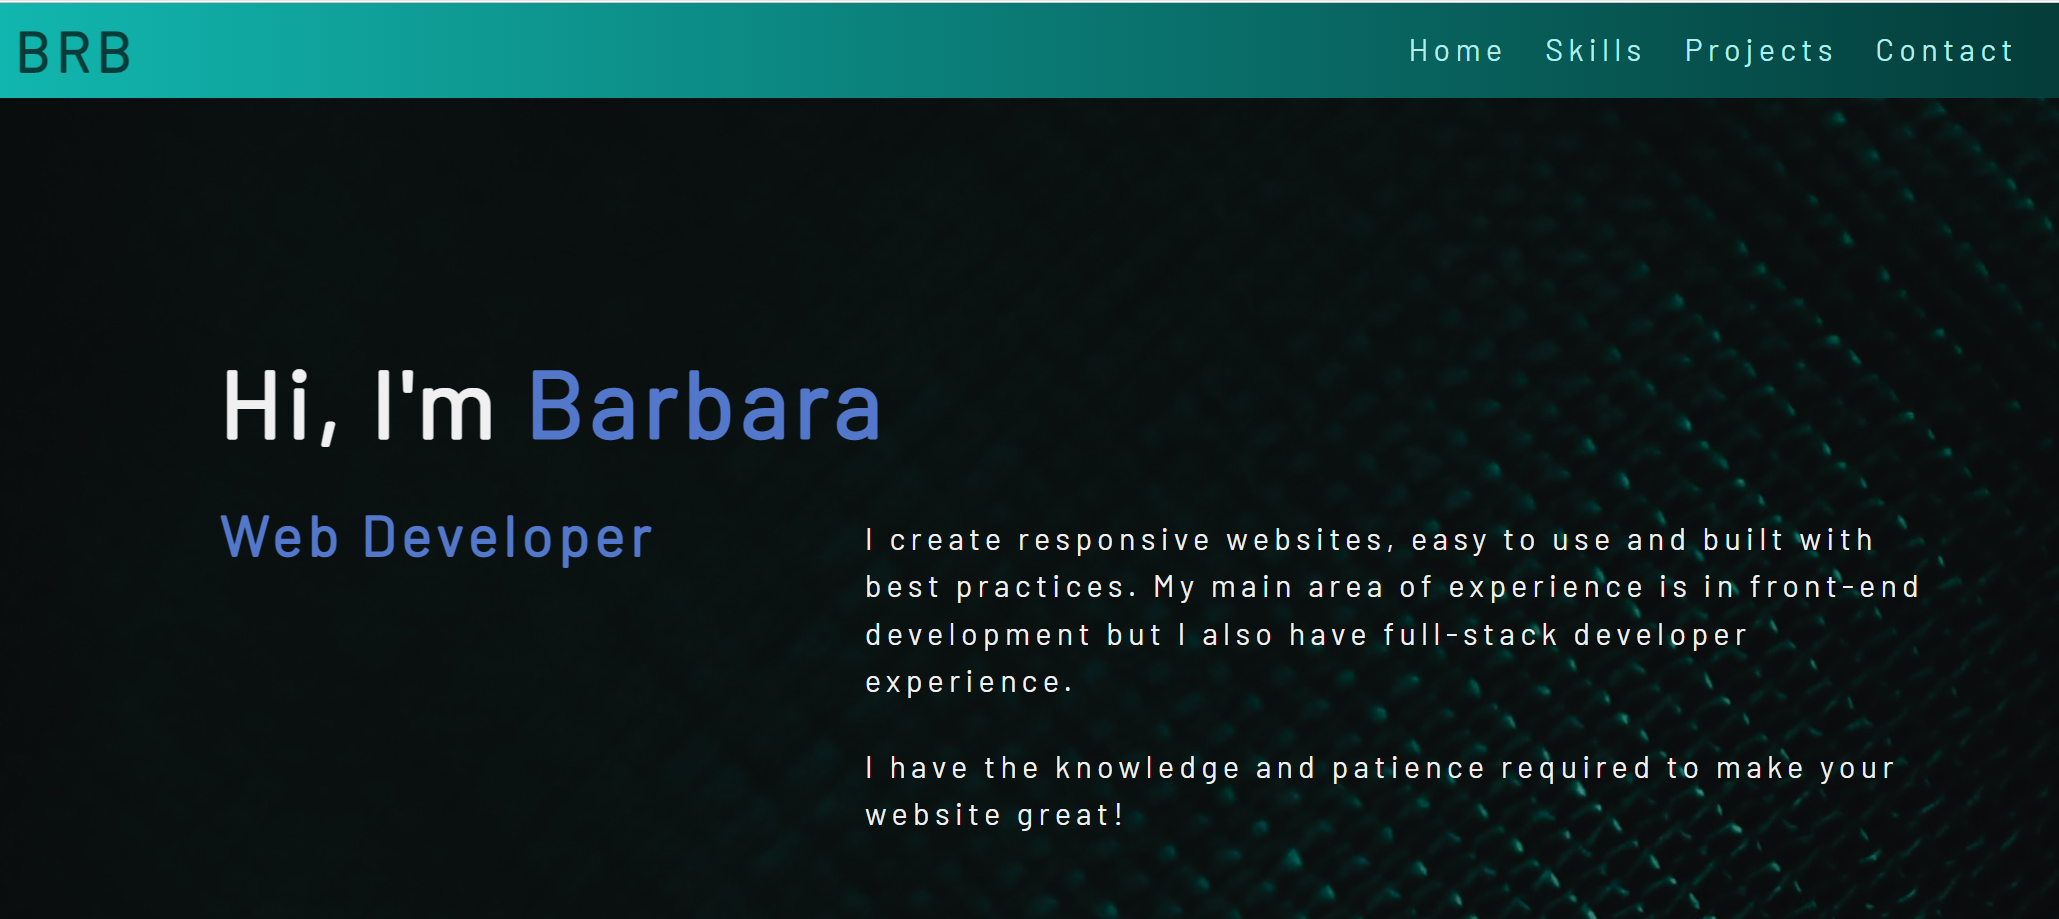 BRB
Home Skills Projects Contact
Hi, I'm Barbara
Web Developer
I create responsive websites, easy to use and built with
best practices. My main area of experience is in front-end
development but I also have full-stack developer
experience.
I have the knowledge and patience required to make your
website great!